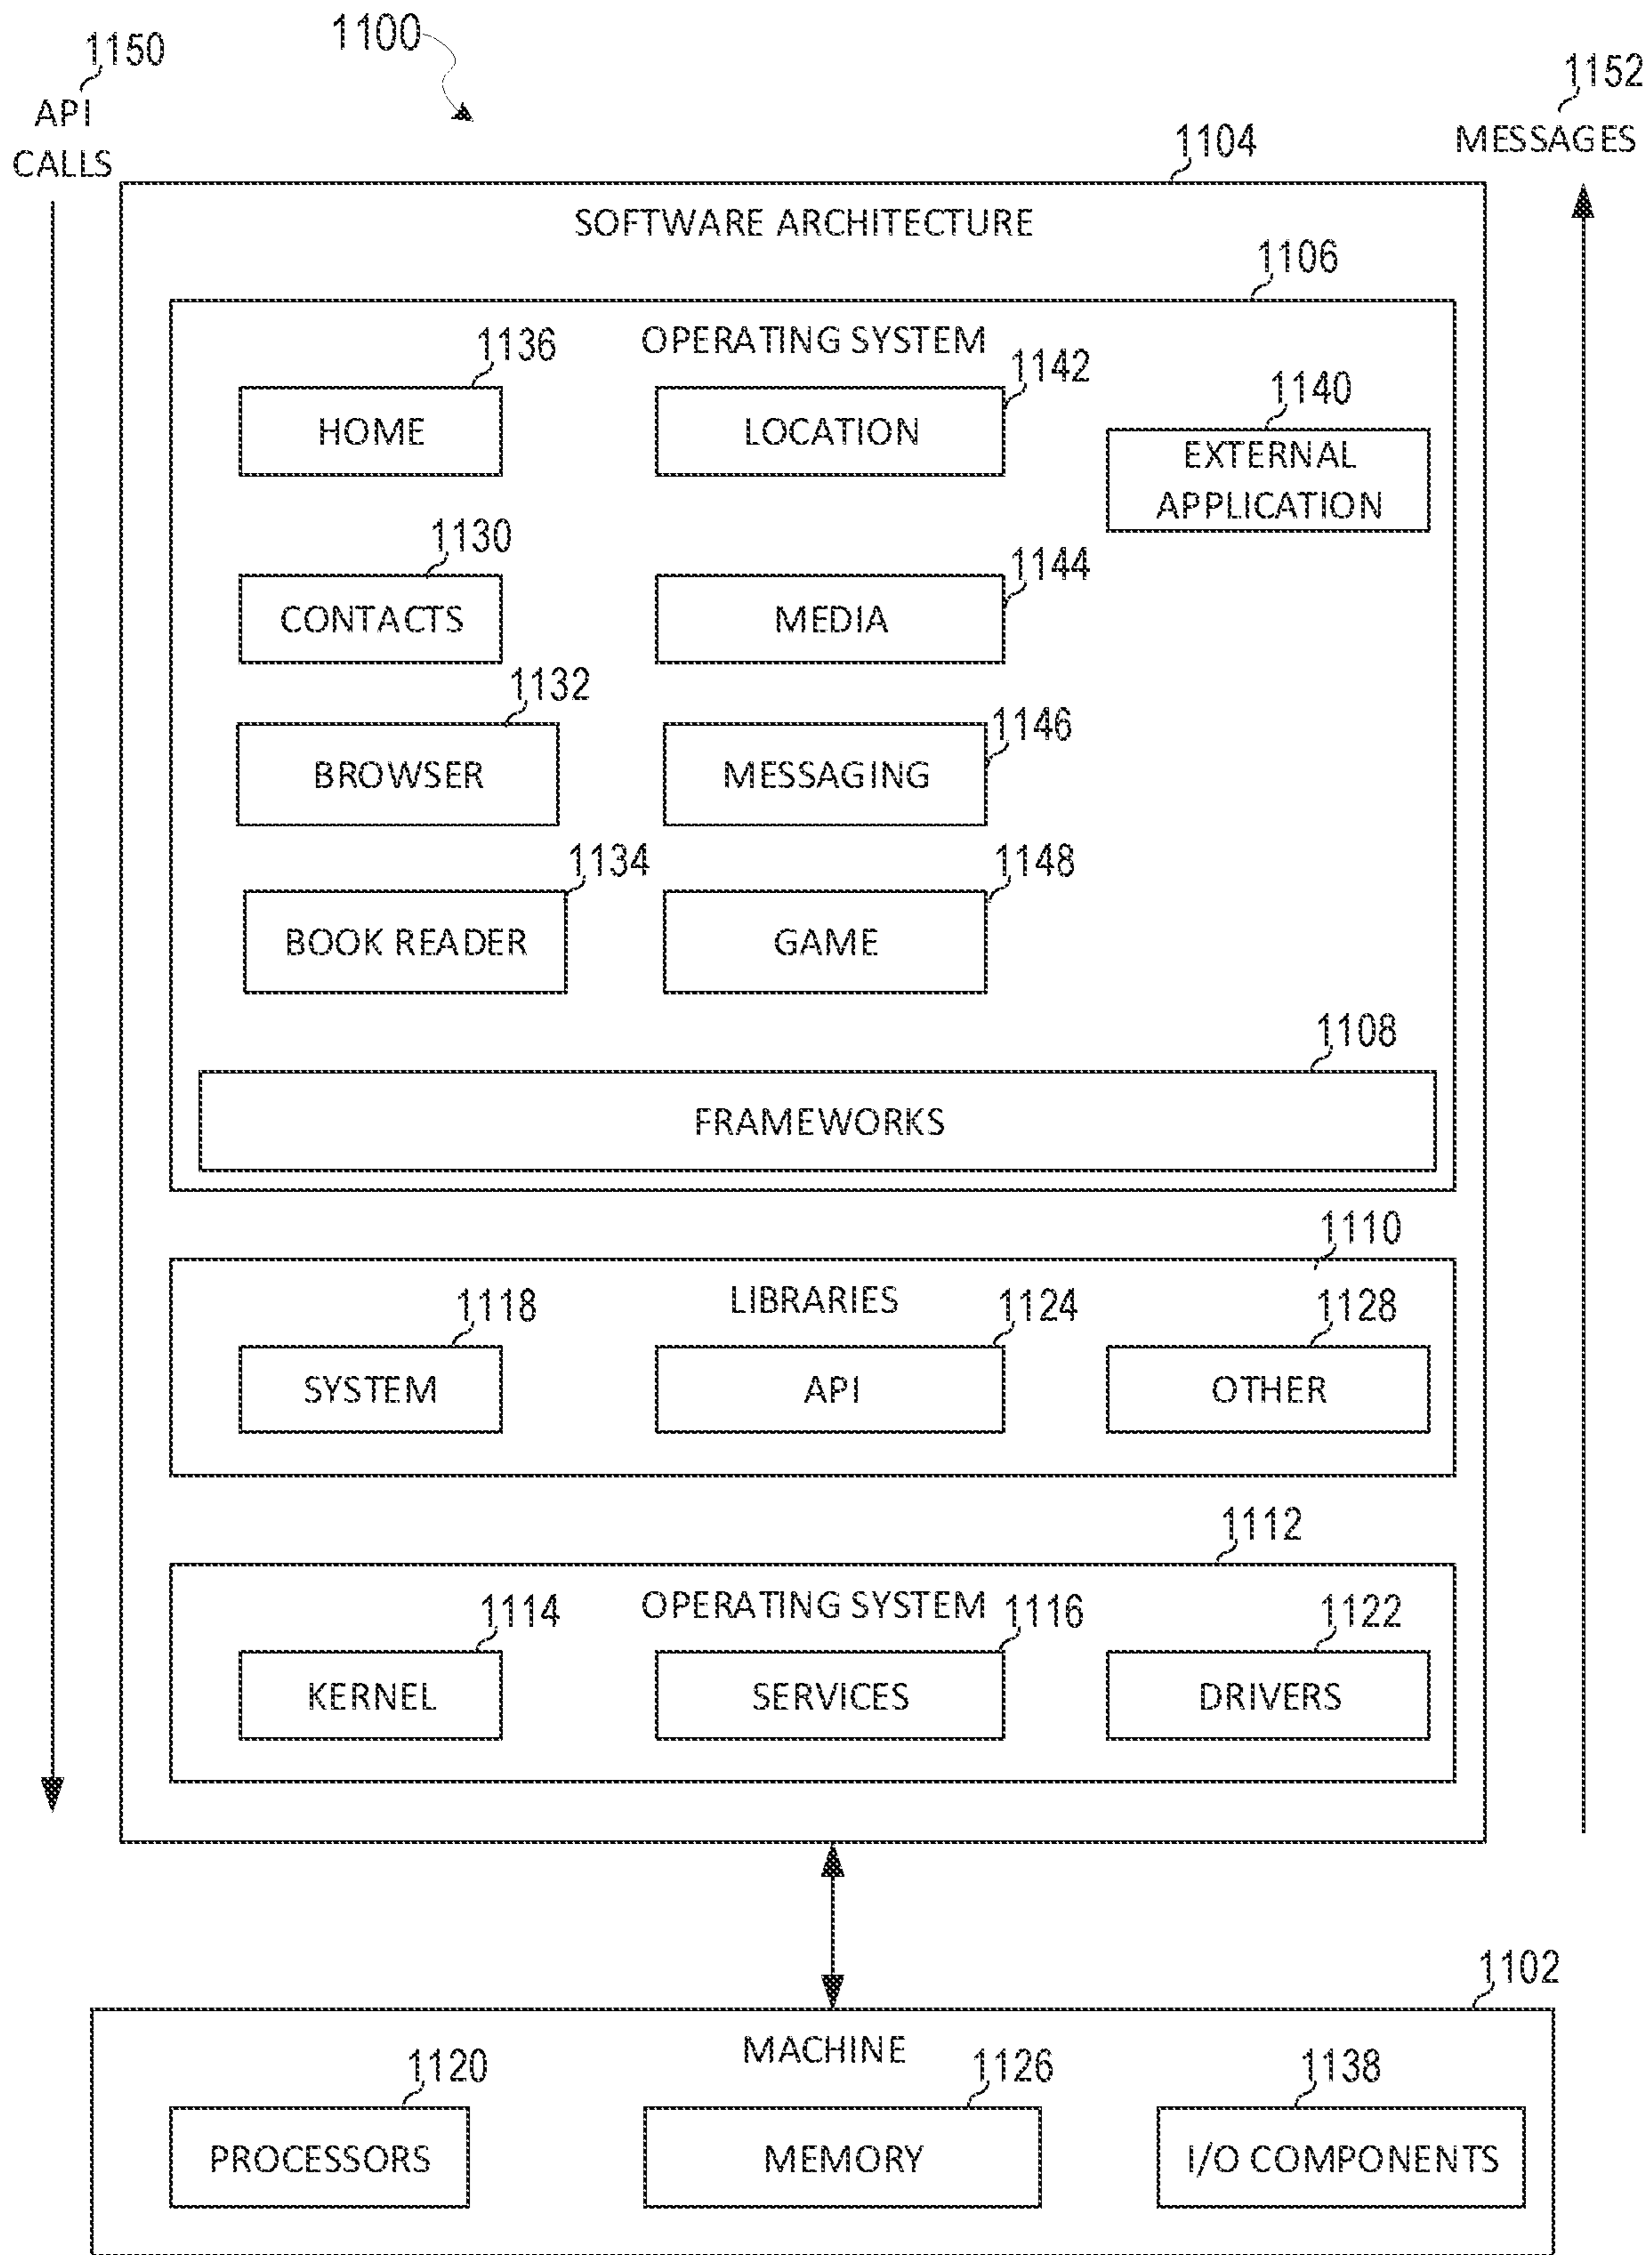 1100
1150
API
CALLS
1152
MESSAGES
1104
SOFTWARE ARCHITECTURE
1106
OPERATING SYSTEM
1136
HOME
1142
LOCATION
1140
EXTERNAL
APPLICATION
1130
CONTACTS
1144
MEDIA
1132
BROWSER
1146
MESSAGING
1134
BOOK READER
1148
GAME
1108
FRAMEWORKS
1110
LIBRARIES
1118
SYSTEM
1124
API
1128
OTHER
1112
OPERATING SYSTEM
1114
KERNEL
1116
SERVICES
1122
DRIVERS
1102
MACHINE
1120
PROCESSORS
1126
MEMORY
1138
I/O COMPONENTS